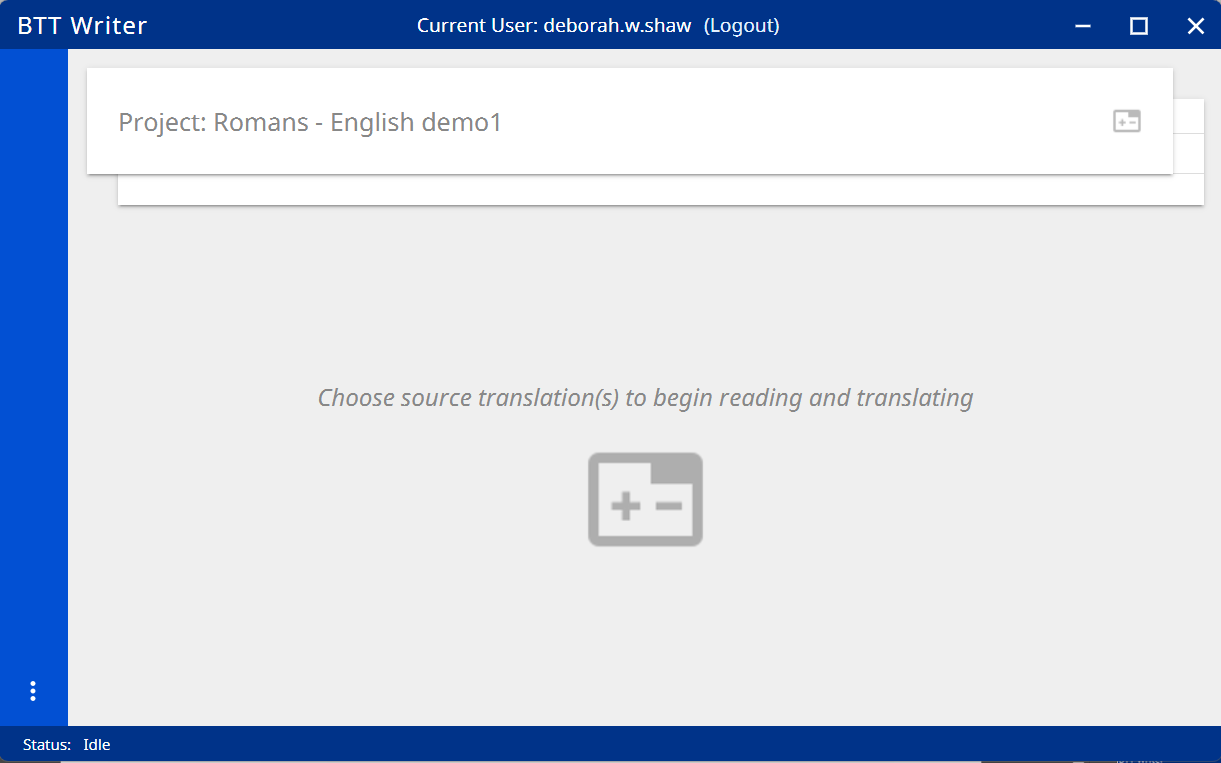 BTT Writer
Current User: deborah.w.shaw (Logout)
Project: Romans - English demo1
Choose source translation(s) to begin reading and translating
Status: Idle